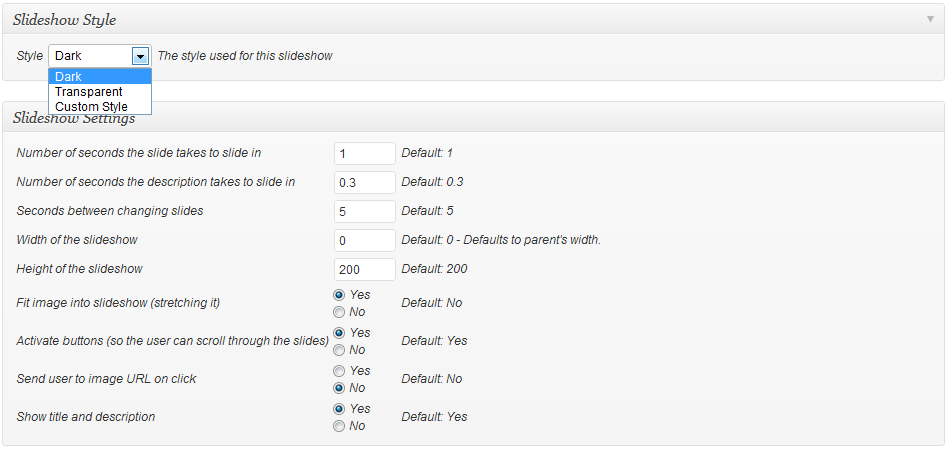 Slideshow Style
Style Dark The style used for this slideshow
Dark
Transparent
Custom Style
Slideshow Settings
Number of seconds the slide takes to slide in 1 Default: 1
Number of seconds the description takes to slide in 0.3 Default: 0.3
Seconds between changing slides 5 Default: 5
Width of the slideshow 0 Default: 0 - Defaults to parent's width.
Height of the slideshow 200 Default: 200
Fit image into slideshow (stretching it) Yes Default: No
No
Activate buttons (so the user can scroll through the slides) Yes Default: Yes
No
Send user to image URL on click Yes Default: No
No
Show title and description Yes Default: Yes
No